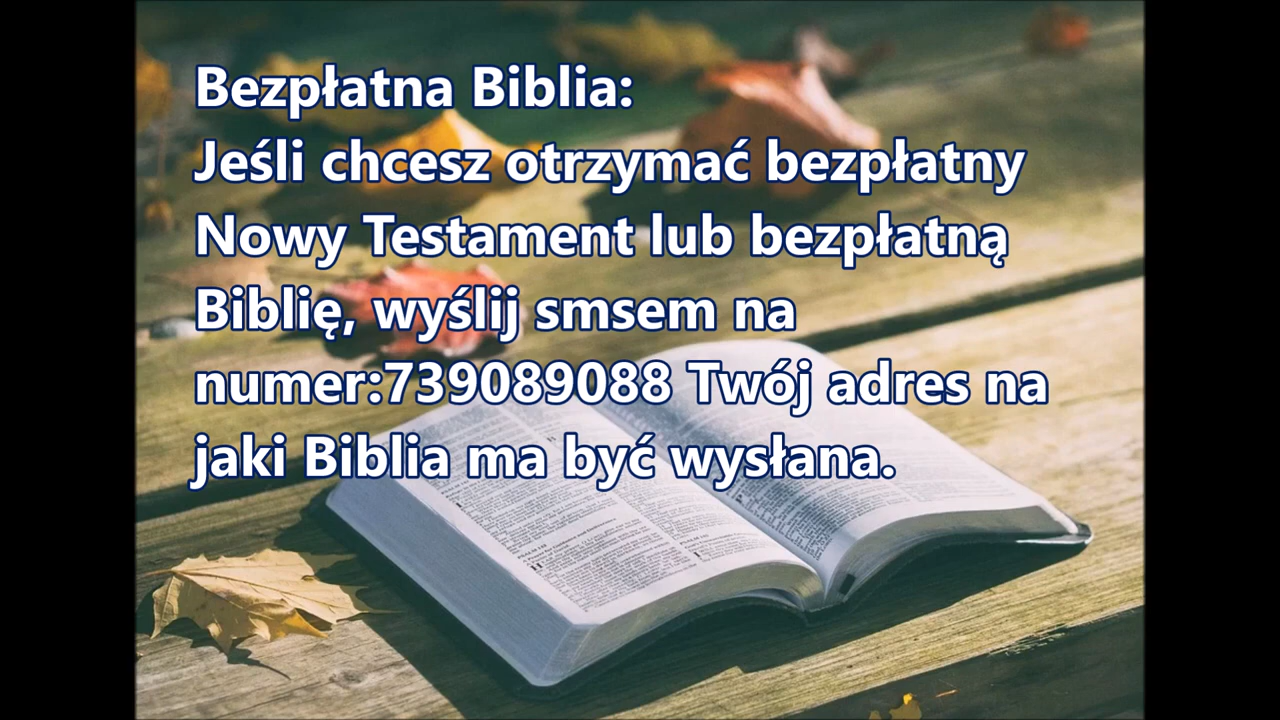 Bezpłatna Biblia:
Jeśli chcesz otrzymać bezpłatny
Nowy Testament lub bezpłatną
Biblię, wyślij smsem na
numer:739089088 Twój adres na
jaki Biblia ma być wysłana.